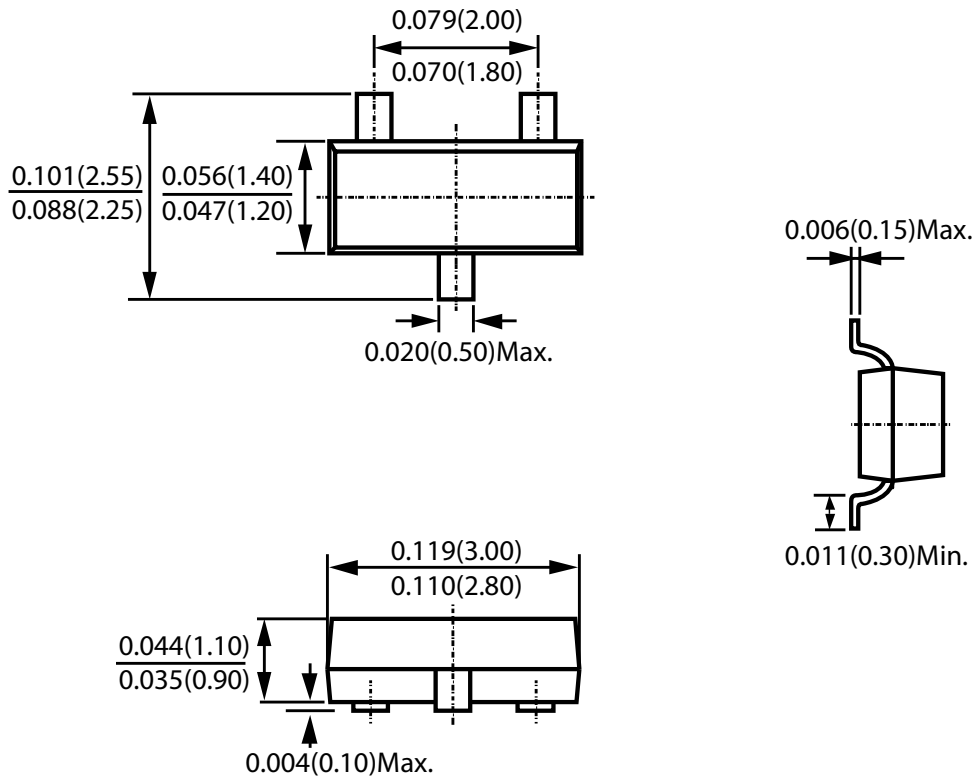 0.079(2.00)
0.070(1.80)
0.101(2.55)
0.088(2.25)
0.056(1.40)
0.047(1.20)
0.020(0.50)Max.
0.006(0.15)Max.
0.011(0.30)Min.
0.119(3.00)
0.110(2.80)
0.044(1.10)
0.035(0.90)
0.004(0.10)Max.